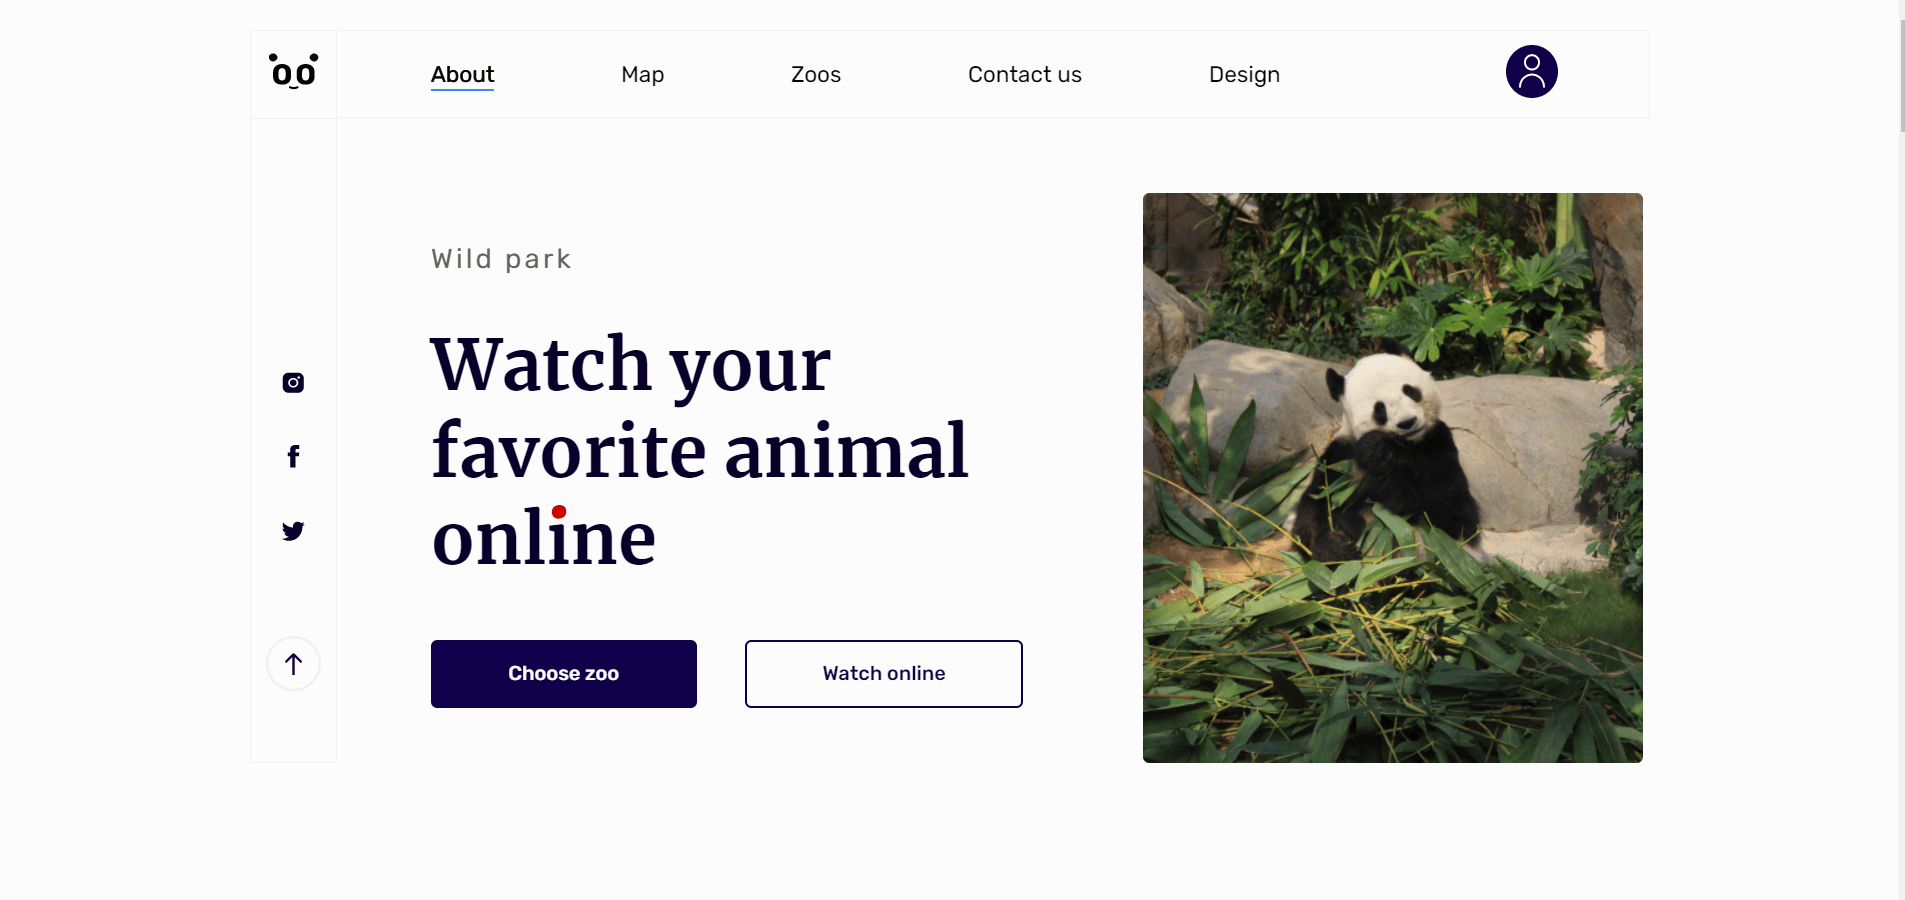 About
Map
Zoos
Contact us
Design
Wild park
Watch your
favorite animal
online
Choose zoo
Watch online